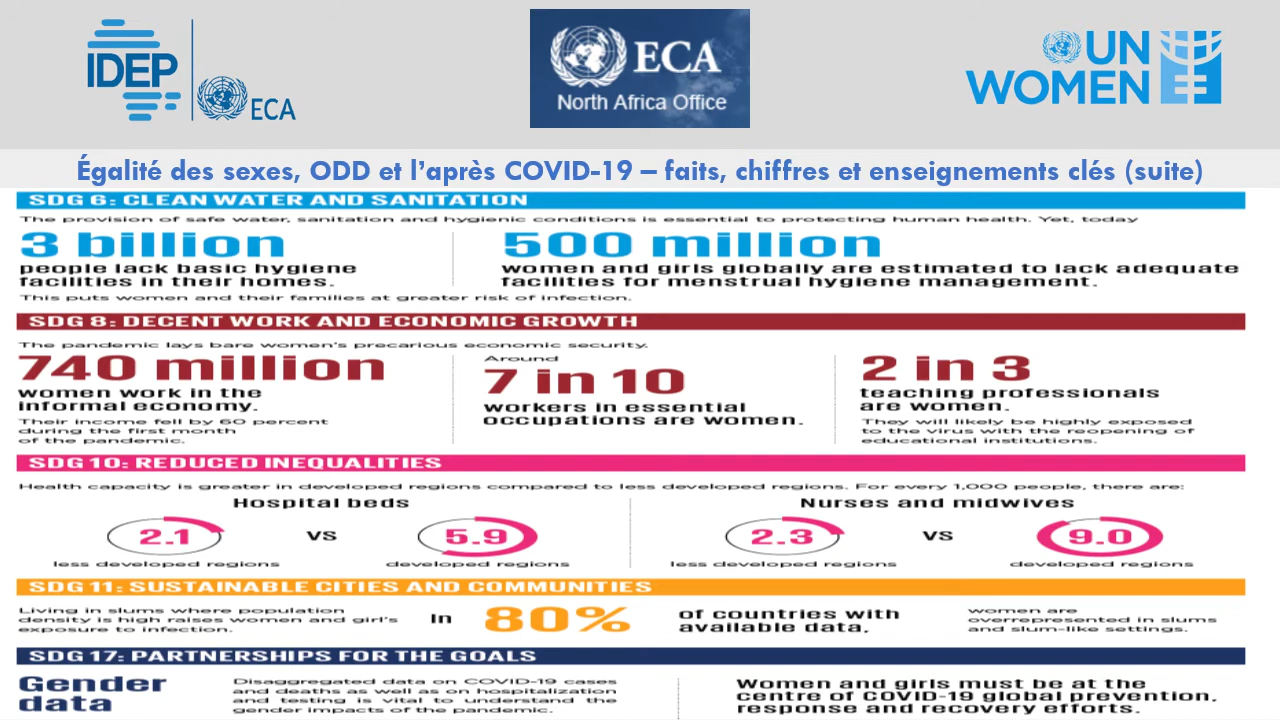 IDEP
ECA
ECA
North Africa Office
UN
WOMEN
Égalité des sexes, ODD et l’après COVID-19 – faits, chiffres et enseignements clés (suite)
SDG 6: CLEAN WATER AND SANITATION
The provision of safe water, sanitation and hygienic conditions is essential to protecting human health. Yet, today
3 billion
people lack basic hygiene
facilities in their homes.
This puts women and their families at greater risk of infection.
500 million
women and girls globally are estimated to lack adequate
facilities for menstrual hygiene management.
SDG 8: DECENT WORK AND ECONOMIC GROWTH
The pandemic lays bare women's precarious economic security.
740 million
women work in the
informal economy.
Their income fell by 60 percent
during the first month
of the pandemic.
Around
7 in 10
workers in essential
occupations are women.
2 in 3
teaching professionals
are women.
They will likely be highly exposed
to the virus with the reopening of
educational institutions.
SDG 10: REDUCED INEQUALITIES
Health capacity is greater in developed regions compared to less developed regions. For every 1,000 people, there are:
Hospital beds
2.1
vs
5.9
less developed regions
developed regions
Nurses and midwives
2.3
vs
9.0
less developed regions
developed regions
SDG 11: SUSTAINABLE CITIES AND COMMUNITIES
Living in slums where population
density is high raises women and girl's
exposure to infection.
In
80%
of countries with
available data,
women are
overrepresented in slums
and slum-like settings.
SDG 17: PARTNERSHIPS FOR THE GOALS
Gender
data
Disaggregated data on COVID-19 cases
and deaths as well as on hospitalization
and testing is vital to understand the
gender impacts of the pandemic.
Women and girls must be at the
centre of COVID-19 global prevention,
response and recovery efforts.